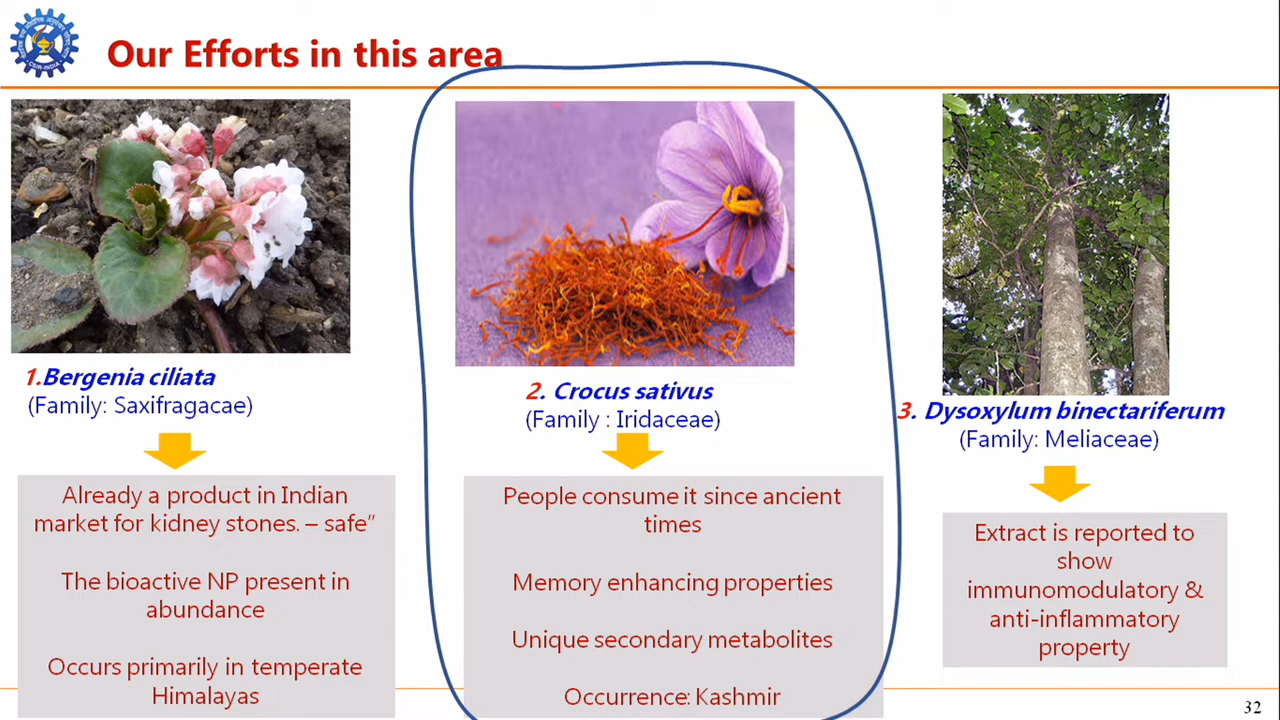 Our Efforts in this area
CSIR-INDIA
1.Bergenia ciliata
(Family: Saxifragacae)
Already a product in Indian
market for kidney stones. – safe”
The bioactive NP present in
abundance
Occurs primarily in temperate
Himalayas
2. Crocus sativus
(Family : Iridaceae)
People consume it since ancient
times
Memory enhancing properties
Unique secondary metabolites
Occurrence: Kashmir
3. Dysoxylum binectariferum
(Family: Meliaceae)
Extract is reported to
show
immunomodulatory &
anti-inflammatory
property
32